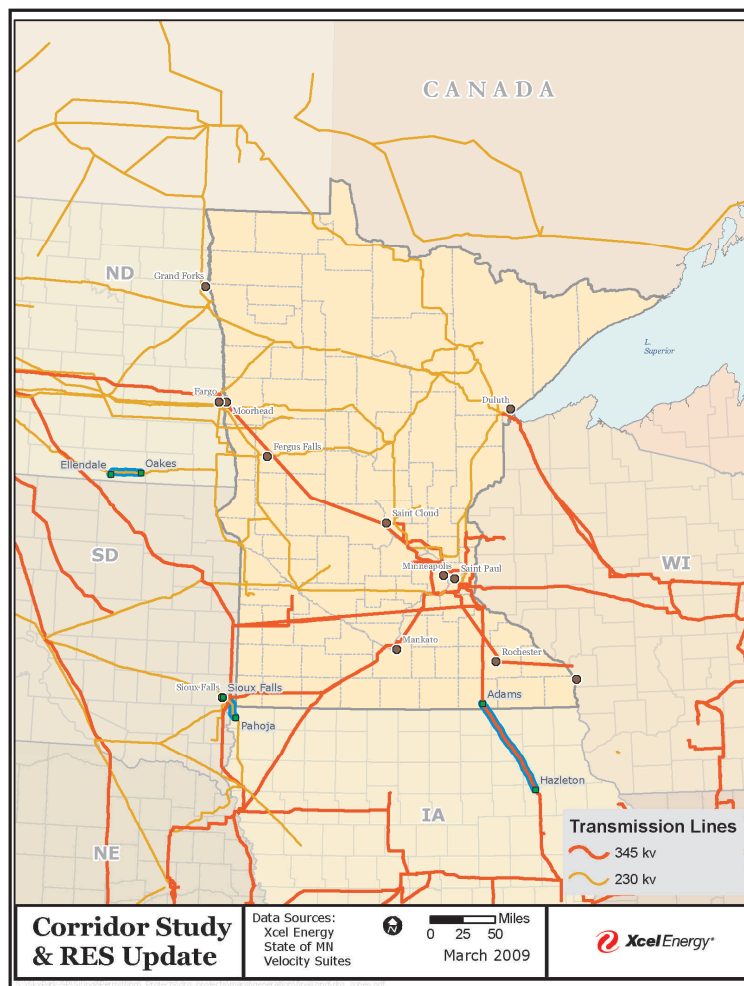 CANADA
ND
Grand Forks
L.
Superior
Fargo
Moorhead
Duluth
Fergus Falls
Ellendale
Oakes
Saint Cloud
SD
WI
Minneapolis
Saint Paul
Mankato
Rochester
Sioux Falls
Sioux Falls
Adams
Pahoja
Hazleton
IA
NE
Transmission Lines
345 kv
230 kv
Corridor Study
& RES Update
Data Sources:
Xcel Energy
State of MN
Velocity Suites
N
Miles
0 25 50
March 2009
Xcel Energy®